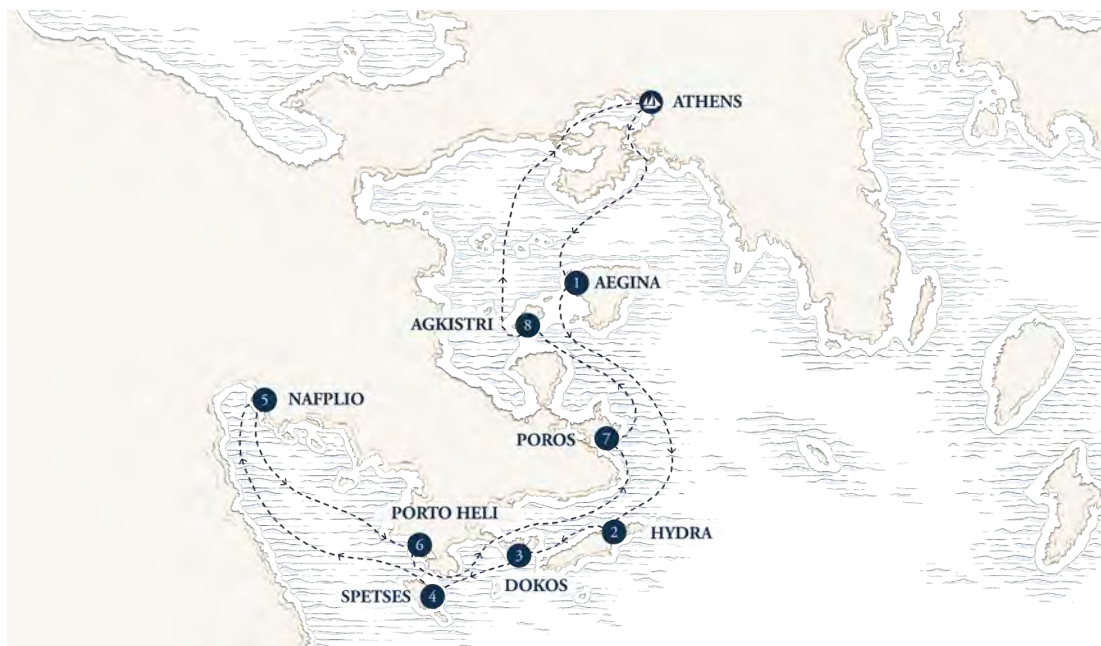 ATHENS
1 AEGINA
AGKISTRI 8
5 NAFPLIO
POROS 7
PORTO HELI
6
2 HYDRA
3
DOKOS
SPETSES 4